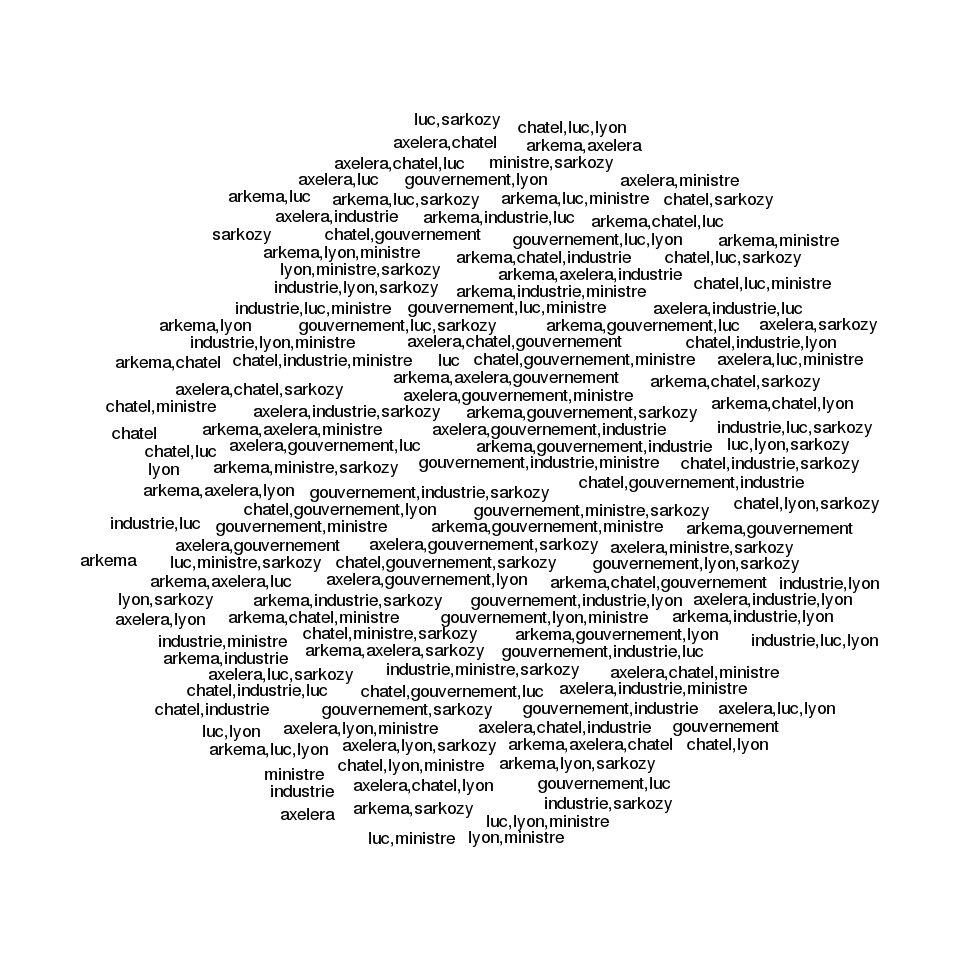 luc,sarkozy
chatel,luc,lyon
axelera,chatel
arkema,axelera
axelera,chatel,luc
ministre,sarkozy
axelera,luc
gouvernement,lyon
axelera,ministre
arkema,luc
arkema,luc,sarkozy
arkema,luc,ministre
chatel,sarkozy
axelera,industrie
arkema,industrie,luc
arkema,chatel,luc
sarkozy
chatel,gouvernement
gouvernement,luc,lyon
arkema,ministre
arkema,lyon,ministre
arkema,chatel,industrie
chatel,luc,sarkozy
lyon,ministre,sarkozy
arkema,axelera,industrie
chatel,luc,ministre
industrie,lyon,sarkozy
arkema,industrie,ministre
industrie,luc,ministre
gouvernement,luc,ministre
axelera,industrie,luc
arkema,lyon
gouvernement,luc,sarkozy
arkema,gouvernement,luc
axelera,sarkozy
industrie,lyon,ministre
axelera,chatel,gouvernement
chatel,industrie,lyon
arkema,chatel
chatel,industrie,ministre
luc
chatel,gouvernement,ministre
axelera,luc,ministre
arkema,axelera,gouvernement
arkema,chatel,sarkozy
axelera,chatel,sarkozy
axelera,gouvernement,ministre
chatel,ministre
axelera,industrie,sarkozy
arkema,gouvernement,sarkozy
arkema,chatel,lyon
chatel
arkema,axelera,ministre
axelera,gouvernement,industrie
industrie,luc,sarkozy
chatel,luc
axelera,gouvernement,luc
arkema,gouvernement,industrie
luc,lyon,sarkozy
lyon
arkema,ministre,sarkozy
gouvernement,industrie,ministre
chatel,industrie,sarkozy
chatel,gouvernement,industrie
arkema,axelera,lyon
gouvernement,industrie,sarkozy
chatel,gouvernement,lyon
gouvernement,ministre,sarkozy
chatel,lyon,sarkozy
industrie,luc
gouvernement,ministre
arkema,gouvernement,ministre
arkema,gouvernement
axelera,gouvernement
axelera,gouvernement,sarkozy
axelera,ministre,sarkozy
arkema
luc,ministre,sarkozy
chatel,gouvernement,sarkozy
gouvernement,lyon,sarkozy
arkema,axelera,luc
axelera,gouvernement,lyon
arkema,chatel,gouvernement
industrie,lyon
lyon,sarkozy
arkema,industrie,sarkozy
gouvernement,industrie,lyon
axelera,industrie,lyon
axelera,lyon
arkema,chatel,ministre
gouvernement,lyon,ministre
arkema,industrie,lyon
industrie,ministre
chatel,ministre,sarkozy
arkema,gouvernement,lyon
industrie,luc,lyon
arkema,industrie
arkema,axelera,sarkozy
gouvernement,industrie,luc
axelera,luc,sarkozy
industrie,ministre,sarkozy
axelera,chatel,ministre
chatel,industrie,luc
chatel,gouvernement,luc
axelera,industrie,ministre
chatel,industrie
gouvernement,sarkozy
gouvernement,industrie
axelera,luc,lyon
luc,lyon
axelera,lyon,ministre
axelera,chatel,industrie
gouvernement
arkema,luc,lyon
axelera,lyon,sarkozy
arkema,axelera,chatel
chatel,lyon
ministre
chatel,lyon,ministre
arkema,lyon,sarkozy
industrie
axelera,chatel,lyon
gouvernement,luc
axelera
arkema,sarkozy
industrie,sarkozy
luc,lyon,ministre
luc,ministre
lyon,ministre